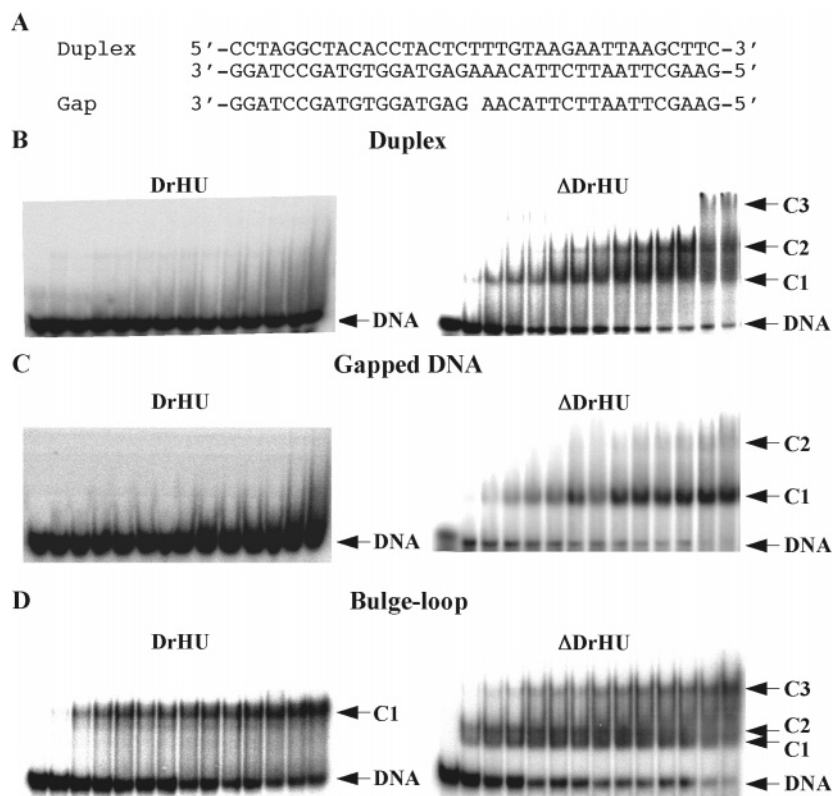 A
Duplex 5'-CCTAGGCTACACCTACTCTTTGTAAGAATTAAGCTTC-3'
3'-GGATCCGATGTGGATGAGAAACATTCTTAATTCGAAG-5'
Gap 3'-GGATCCGATGTGGATGAG AACATTCTTAATTCGAAG-5'
B Duplex
DrHU ΔDrHU
C3
C2
C1
DNA DNA
C Gapped DNA
DrHU ΔDrHU
C2
C1
DNA DNA
D Bulge-loop
DrHU ΔDrHU
C3
C1
C2
C1
DNA DNA